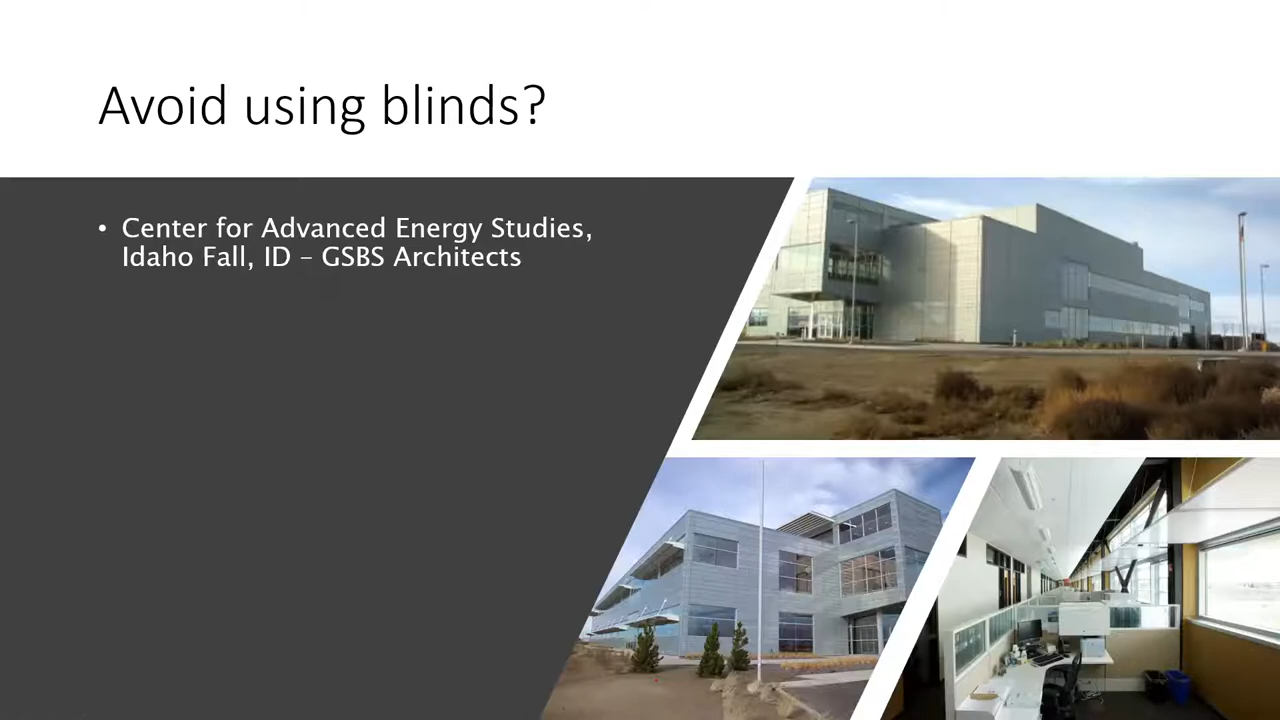 Avoid using blinds?
• Center for Advanced Energy Studies,
Idaho Fall, ID – GSBS Architects